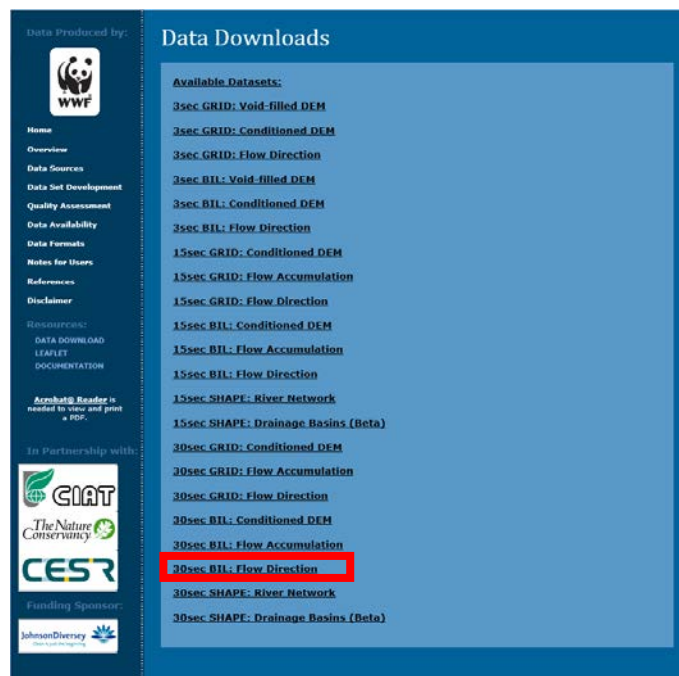 Data Produced by:
WWF
Home
Overview
Data Sources
Data Set Development
Quality Assessment
Data Availability
Data Formats
Notes for Users
References
Disclaimer
Resources:
DATA DOWNLOAD
LEAFLET
DOCUMENTATION
Acrobat® Reader is
needed to view and print
a PDF.
In Partnership with:
CIAT
The Nature
Conservancy
CESR
Funding Sponsor:
JohnsonDiversey
Data Downloads
Available Datasets:
3sec GRID: Void-filled DEM
3sec GRID: Conditioned DEM
3sec GRID: Flow Direction
3sec BIL: Void-filled DEM
3sec BIL: Conditioned DEM
3sec BIL: Flow Direction
15sec GRID: Conditioned DEM
15sec GRID: Flow Accumulation
15sec GRID: Flow Direction
15sec BIL: Conditioned DEM
15sec BIL: Flow Accumulation
15sec BIL: Flow Direction
15sec SHAPE: River Network
15sec SHAPE: Drainage Basins (Beta)
30sec GRID: Conditioned DEM
30sec GRID: Flow Accumulation
30sec GRID: Flow Direction
30sec BIL: Conditioned DEM
30sec BIL: Flow Accumulation
30sec BIL: Flow Direction
30sec SHAPE: River Network
30sec SHAPE: Drainage Basins (Beta)